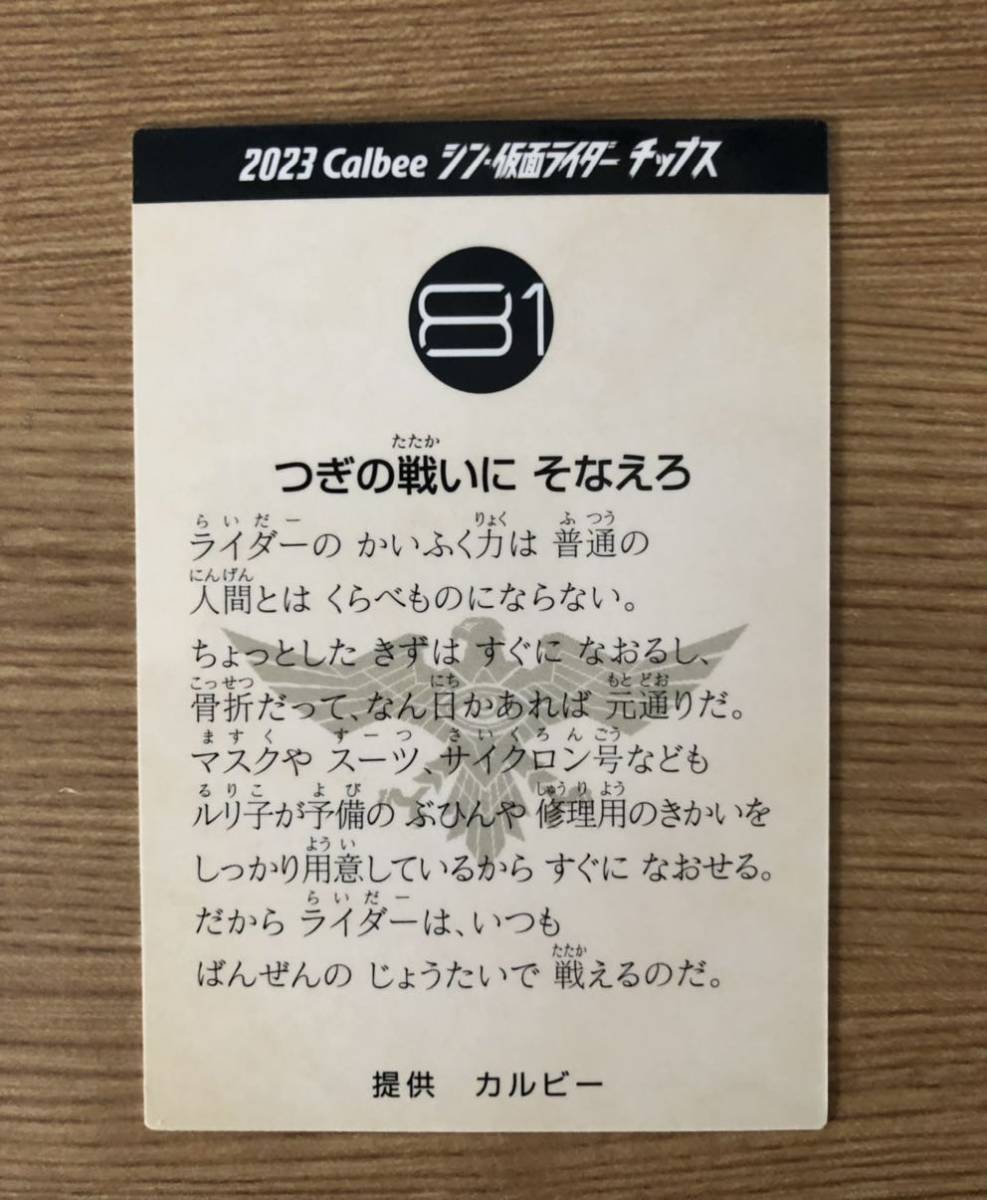 2023 Calbee シン・仮面ライダー チップス
81
たたか
つぎの戦いに そなえろ
らいだー りょく ふつう
ライダーの かいふく力は 普通の
にんげん
人間とは くらべものにならない。
ちょっとした きずは すぐに なおるし、
こっせつ にち もとどお
骨折だって、なん日かあれば 元通りだ。
ますく すーつ さいくろんごう
マスクや スーツ、サイクロン号なども
るりこ よび しゅうりよう
ルリ子が予備の ぶひんや 修理用のきかいを
ようい
しっかり用意しているから すぐに なおせる。
らいだー
だから ライダーは、いつも
たたか
ばんぜんの じょうたいで 戦えるのだ。
提供 カルビー